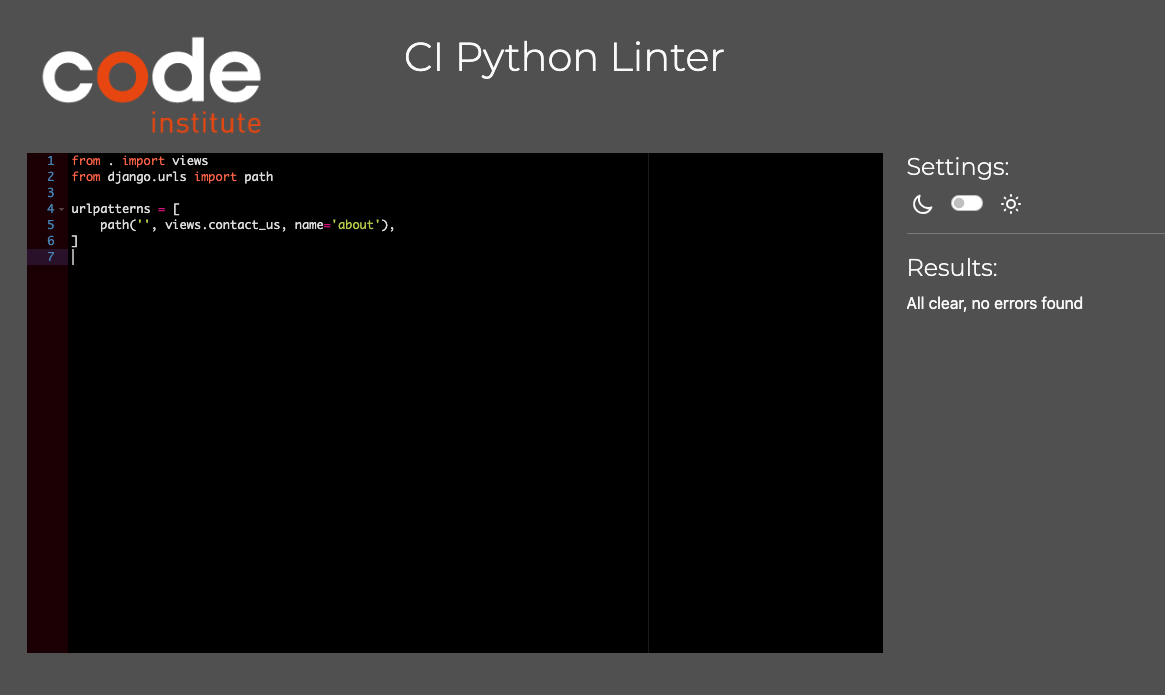 code
institute
CI Python Linter
1 from . import views
2 from django.urls import path
3
4 urlpatterns = [
5     path('', views.contact_us, name='about'),
6 ]
7
Settings:
Results:
All clear, no errors found